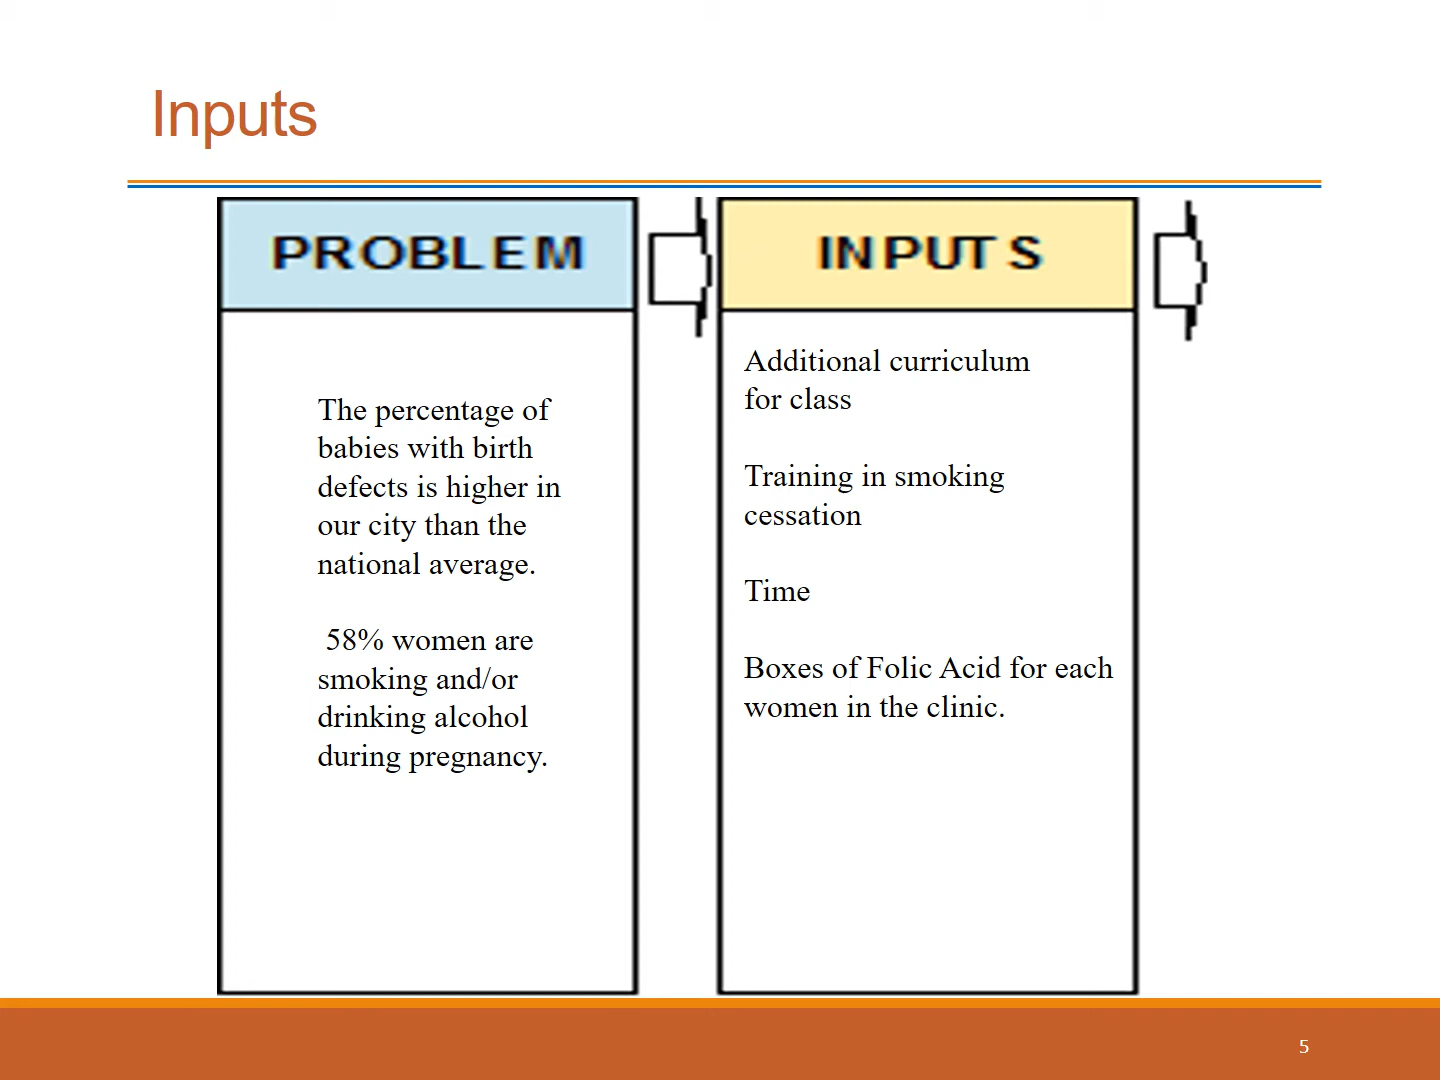 Inputs
PROBLEM
INPUTS
The percentage of
babies with birth
defects is higher in
our city than the
national average.
58% women are
smoking and/or
drinking alcohol
during pregnancy.
Additional curriculum
for class
Training in smoking
cessation
Time
Boxes of Folic Acid for each
women in the clinic.
5